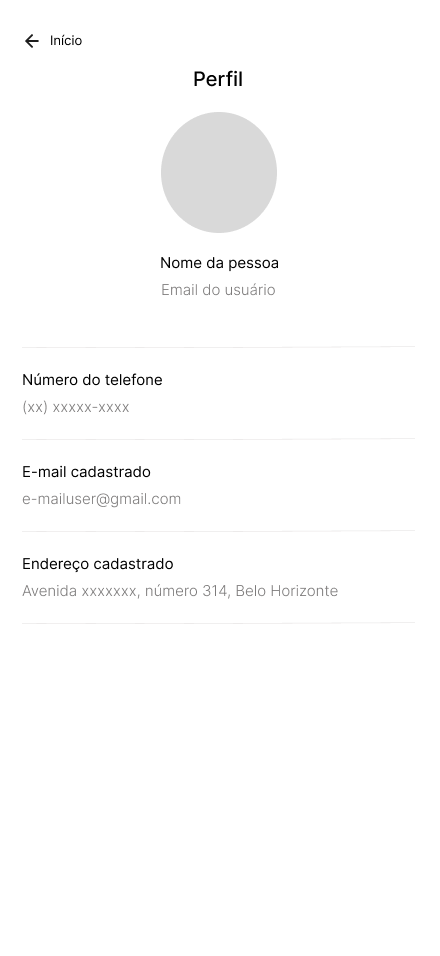 Início
Perfil
Nome da pessoa
Email do usuário
Número do telefone
(xx) xxxxx-xxxx
E-mail cadastrado
e-mailuser@gmail.com
Endereço cadastrado
Avenida xxxxxxx, número 314, Belo Horizonte